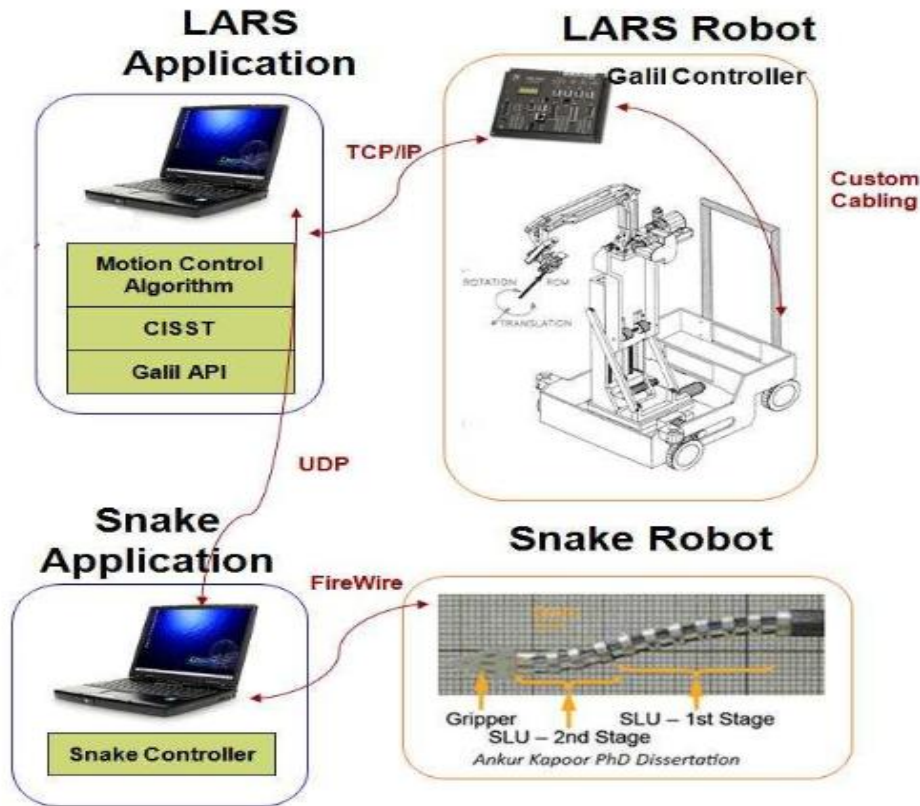 LARS
Application
LARS Robot
Galil Controller
TCP/IP
Custom
Cabling
Motion Control
Algorithm
CISST
Galil API
ROTATION
RCM
TRANSLATION
UDP
Snake
Application
Snake Robot
FireWire
Snake Controller
Gripper
SLU – 1st Stage
SLU – 2nd Stage
Ankur Kapoor PhD Dissertation